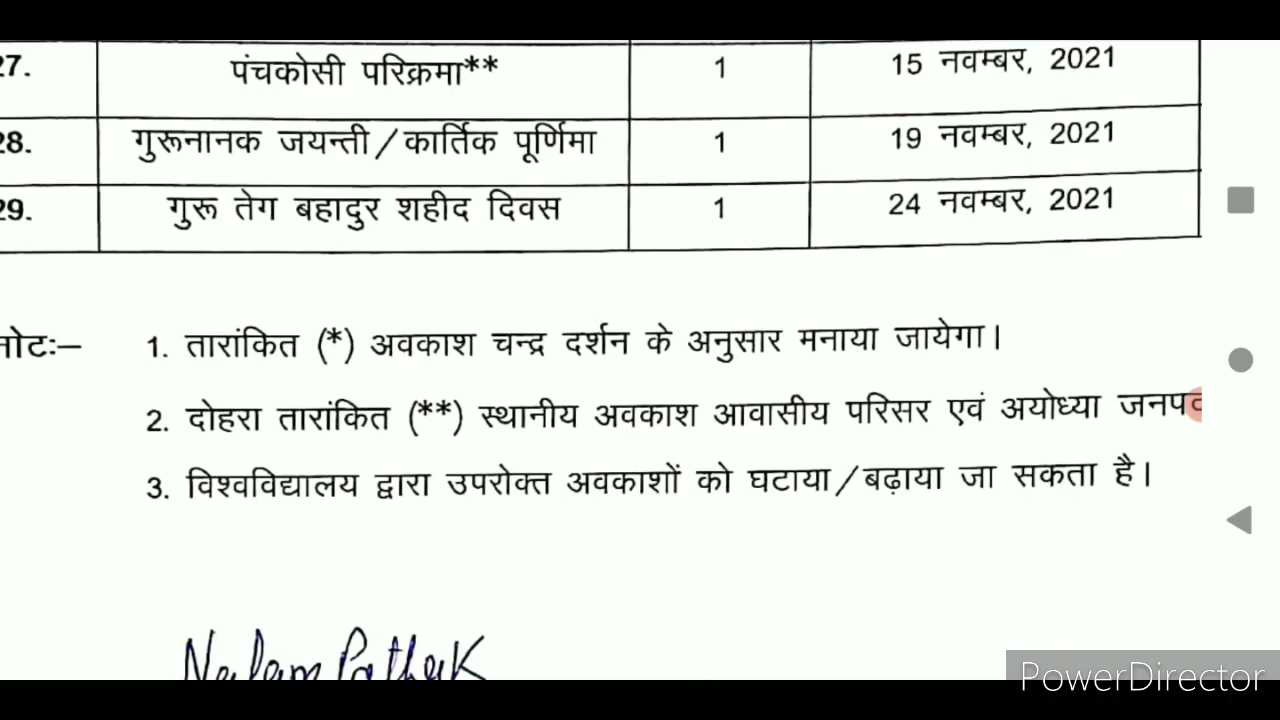 27. पंचकोसी परिक्रमा** 1 15 नवम्बर, 2021
28. गुरूनानक जयन्ती/कार्तिक पूर्णिमा 1 19 नवम्बर, 2021
29. गुरू तेग बहादुर शहीद दिवस 1 24 नवम्बर, 2021
नोटः– 1. तारांकित (*) अवकाश चन्द्र दर्शन के अनुसार मनाया जायेगा।
2. दोहरा तारांकित (**) स्थानीय अवकाश आवासीय परिसर एवं अयोध्या
3. विश्वविद्यालय द्वारा उपरोक्त अवकाशों को घटाया/बढ़ाया जा सकता है।
Neelam Pathak
PowerDirector